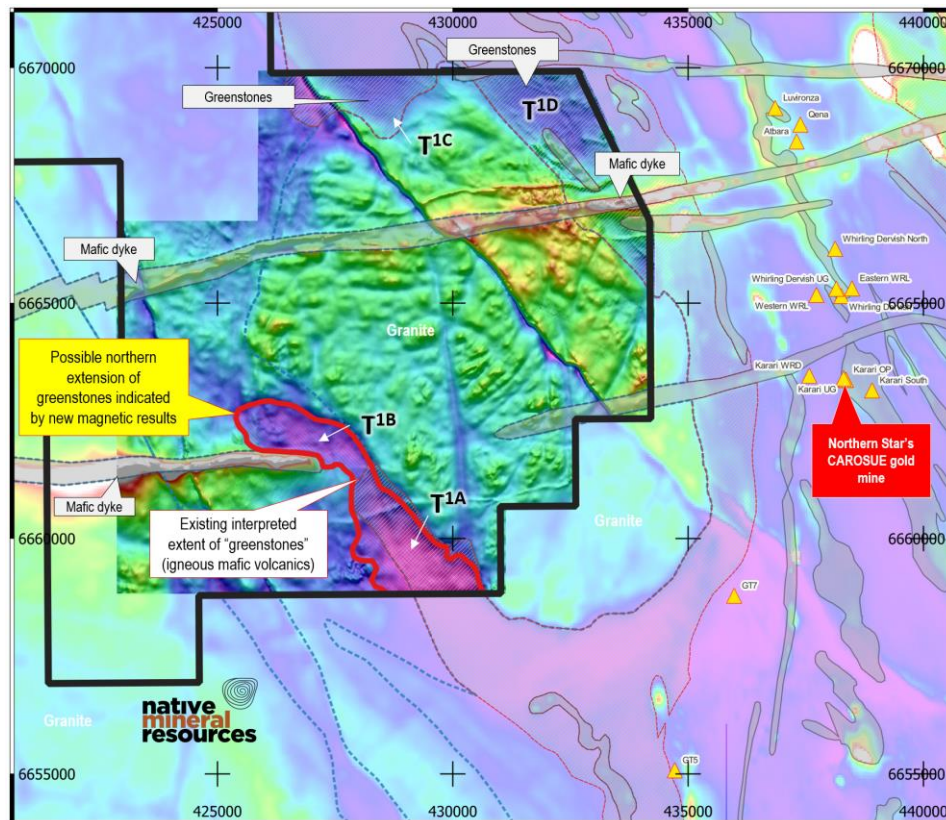 425000 430000 435000 440000
6670000
6670000
Greenstones
Greenstones
T1D
T1C
Luvironza
Qena
Atbara
Mafic dyke
Mafic dyke
Whirling Dervish North
Whirling Dervish UG
Eastern WRL
6665000
6665000
Western WRL
Whirling Dervish
Granite
Possible northern
extension of
greenstones indicated
by new magnetic results
Karari WRD
Karari OP
Karari UG
Karari South
T1B
Northern Star's
CAROSUE gold
mine
Mafic dyke
T1A
Existing interpreted
extent of “greenstones”
(igneous mafic volcanics)
Granite
6660000
6660000
GT7
native
mineral
resources
Granite
GT5
6655000
6655000
425000 430000 435000 440000